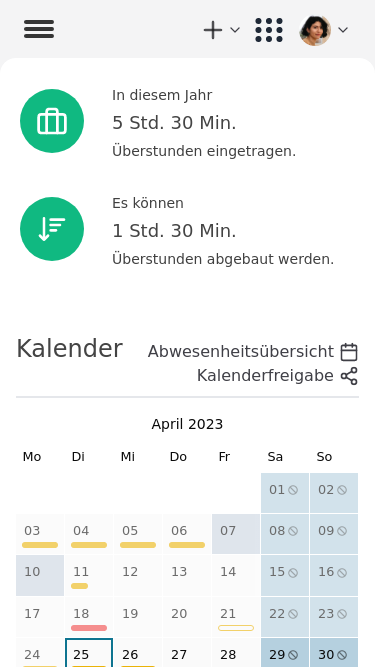 In diesem Jahr
5 Std. 30 Min.
Überstunden eingetragen.
Es können
1 Std. 30 Min.
Überstunden abgebaut werden.
Kalender
Abwesenheitsübersicht
Kalenderfreigabe
April 2023
Mo Di Mi Do Fr Sa So
01 02
03 04 05 06 07 08 09
10 11 12 13 14 15 16
17 18 19 20 21 22 23
24 25 26 27 28 29 30